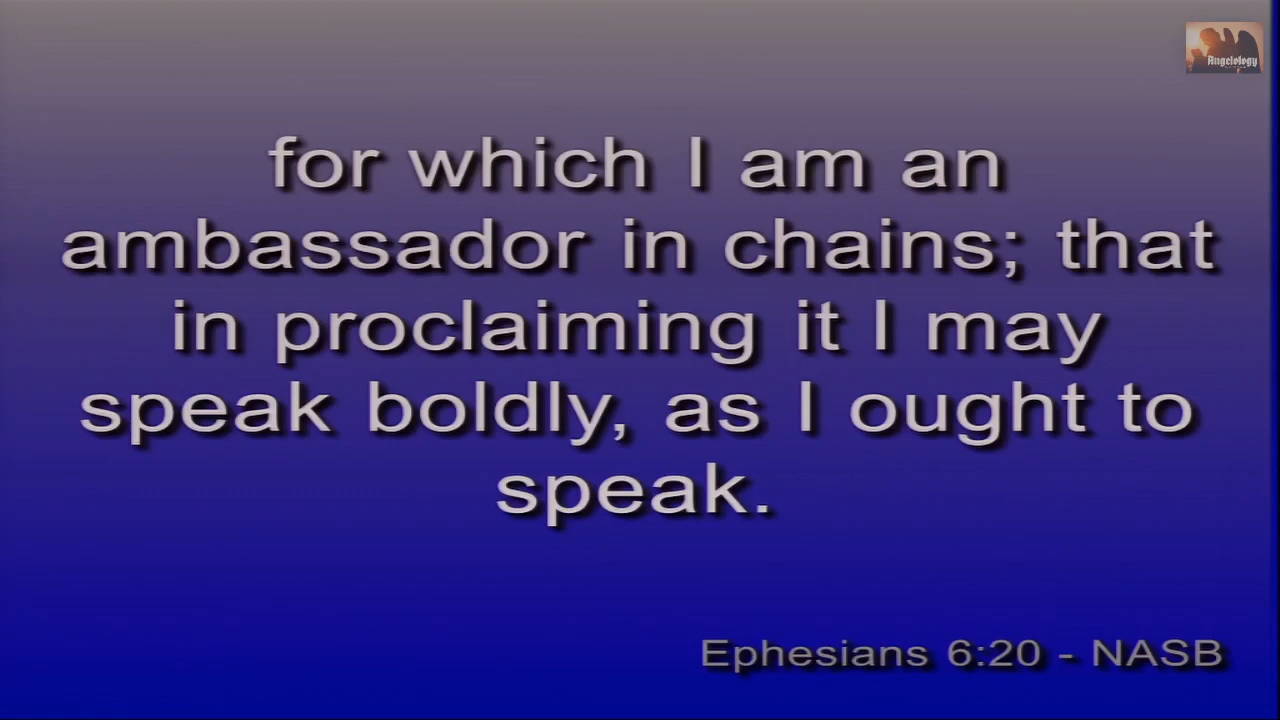 Angelology
for which I am an
ambassador in chains; that
in proclaiming it I may
speak boldly, as I ought to
speak.
Ephesians 6:20 - NASB